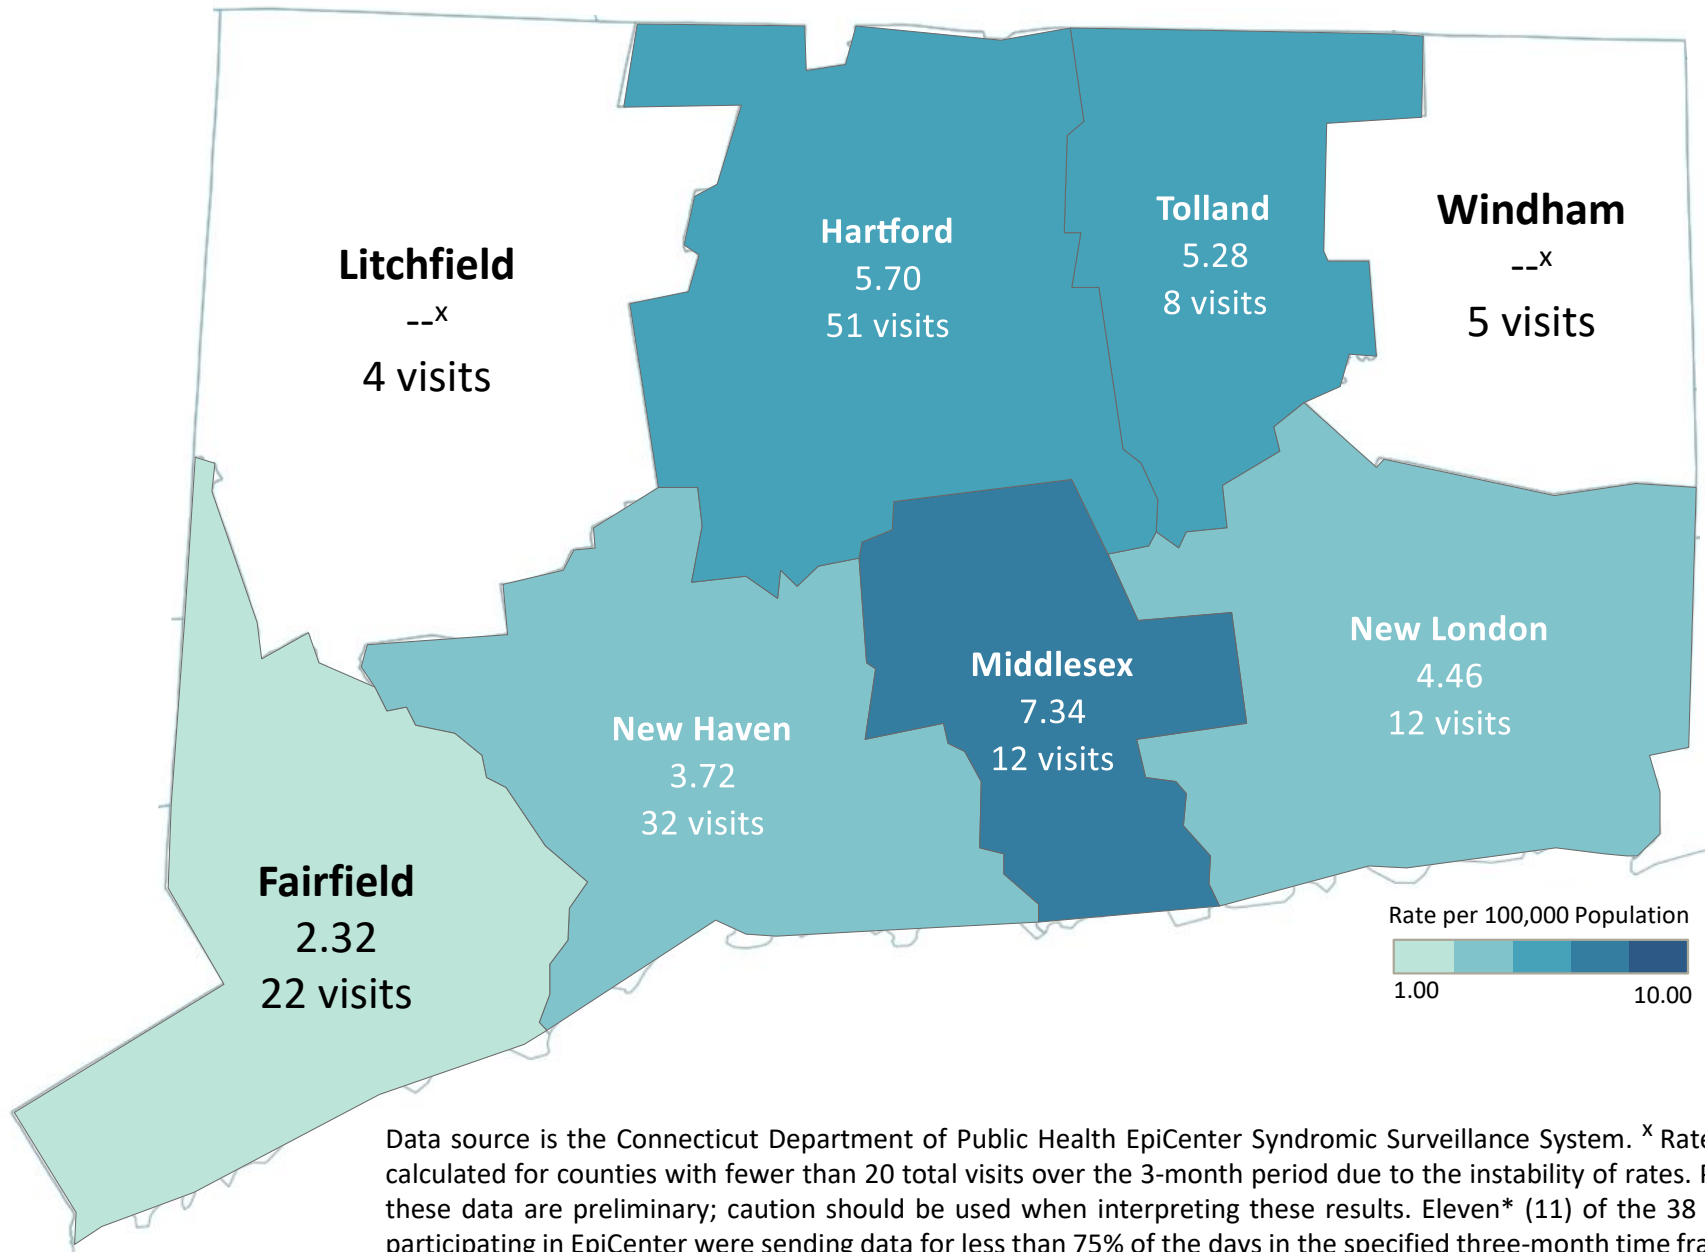 Hartford
5.70
51 visits
Tolland
5.28
8 visits
Windham
--x
5 visits
Litchfield
--x
4 visits
New London
4.46
12 visits
Middlesex
7.34
12 visits
New Haven
3.72
32 visits
Fairfield
2.32
22 visits
Rate per 100,000 Population
1.00
10.00
Data source is the Connecticut Department of Public Health EpiCenter Syndromic Surveillance System. x Rate
calculated for counties with fewer than 20 total visits over the 3-month period due to the instability of rates.
these data are preliminary; caution should be used when interpreting these results. Eleven* (11) of the 38
participating in EpiCenter were sending data for less than 75% of the days in the specified three-month time